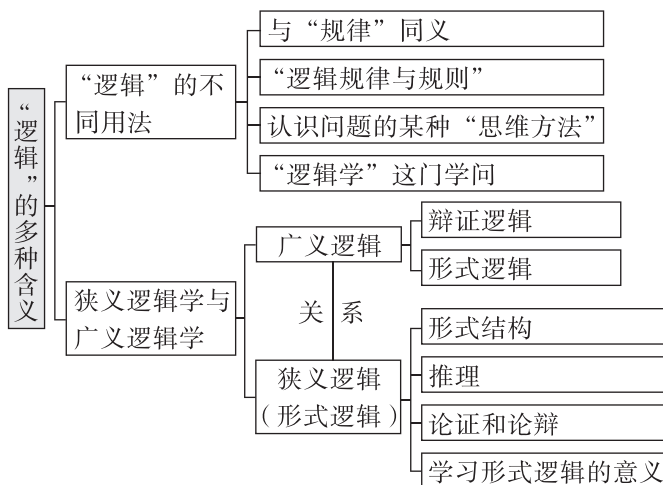 “逻辑”的多种含义
“逻辑”的不
同用法
与“规律”同义
“逻辑规律与规则”
认识问题的某种“思维方法”
“逻辑学”这门学问
狭义逻辑学与
广义逻辑学
广义逻辑
辩证逻辑
形式逻辑
关系
狭义逻辑
（形式逻辑）
形式结构
推理
论证和论辩
学习形式逻辑的意义